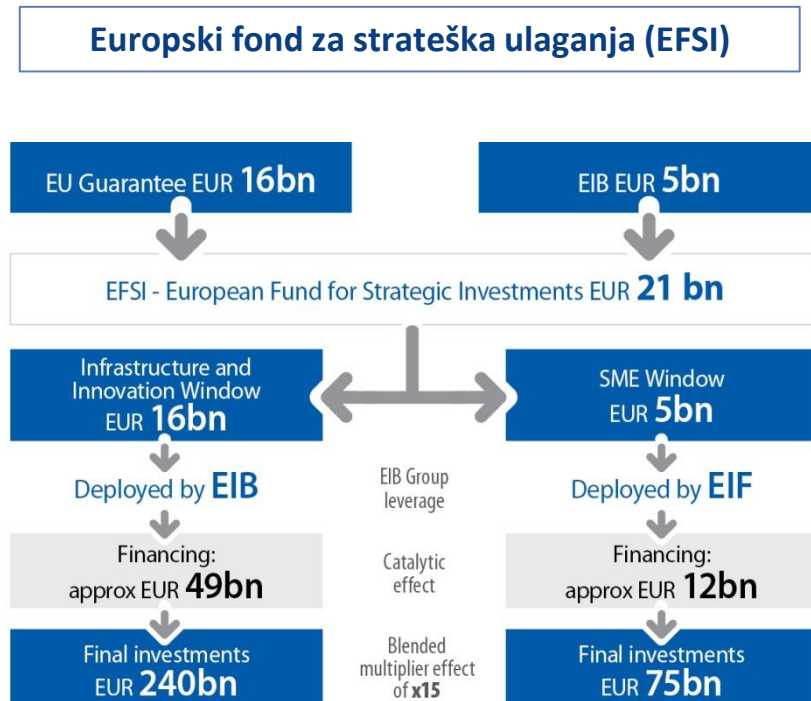 Europski fond za strateška ulaganja (EFSI)
EU Guarantee EUR 16bn
EIB EUR 5bn
EFSI - European Fund for Strategic Investments EUR 21 bn
Infrastructure and
Innovation Window
EUR 16bn
SME Window
EUR 5bn
Deployed by EIB
EIB Group
leverage
Deployed by EIF
Financing:
approx EUR 49bn
Catalytic
effect
Financing:
approx EUR 12bn
Final investments
EUR 240bn
Blended
multiplier effect
of x15
Final investments
EUR 75bn